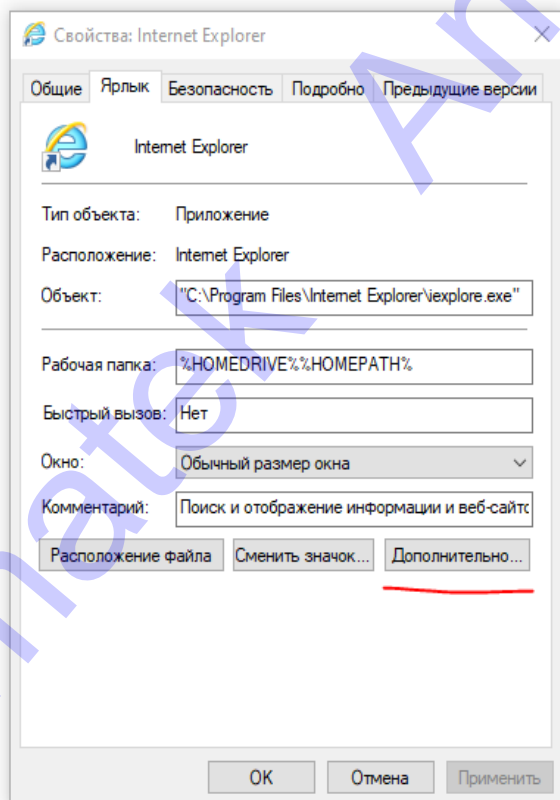 Свойства: Internet Explorer
Общие Ярлык Безопасность Подробно Предыдущие версии
Internet Explorer
Тип объекта: Приложение
Расположение: Internet Explorer
Объект: "C:\Program Files\Internet Explorer\iexplore.exe"
Рабочая папка: %HOMEDRIVE%%HOMEPATH%
Быстрый вызов: Нет
Окно: Обычный размер окна
Комментарий: Поиск и отображение информации и веб-сайтс
Расположение файла Сменить значок... Дополнительно...
OK Отмена Применить